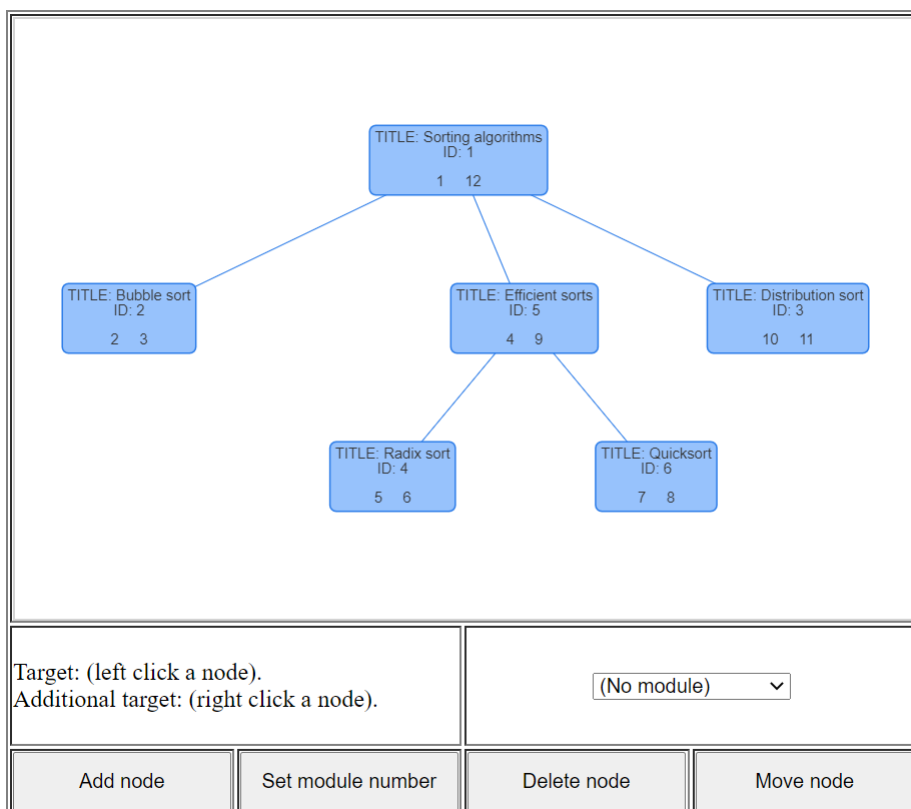 TITLE: Sorting algorithms
ID: 1
1 12
TITLE: Bubble sort
ID: 2
2 3
TITLE: Efficient sorts
ID: 5
4 9
TITLE: Distribution sort
ID: 3
10 11
TITLE: Radix sort
ID: 4
5 6
TITLE: Quicksort
ID: 6
7 8
Target: (left click a node).
Additional target: (right click a node).
(No module)
Add node
Set module number
Delete node
Move node